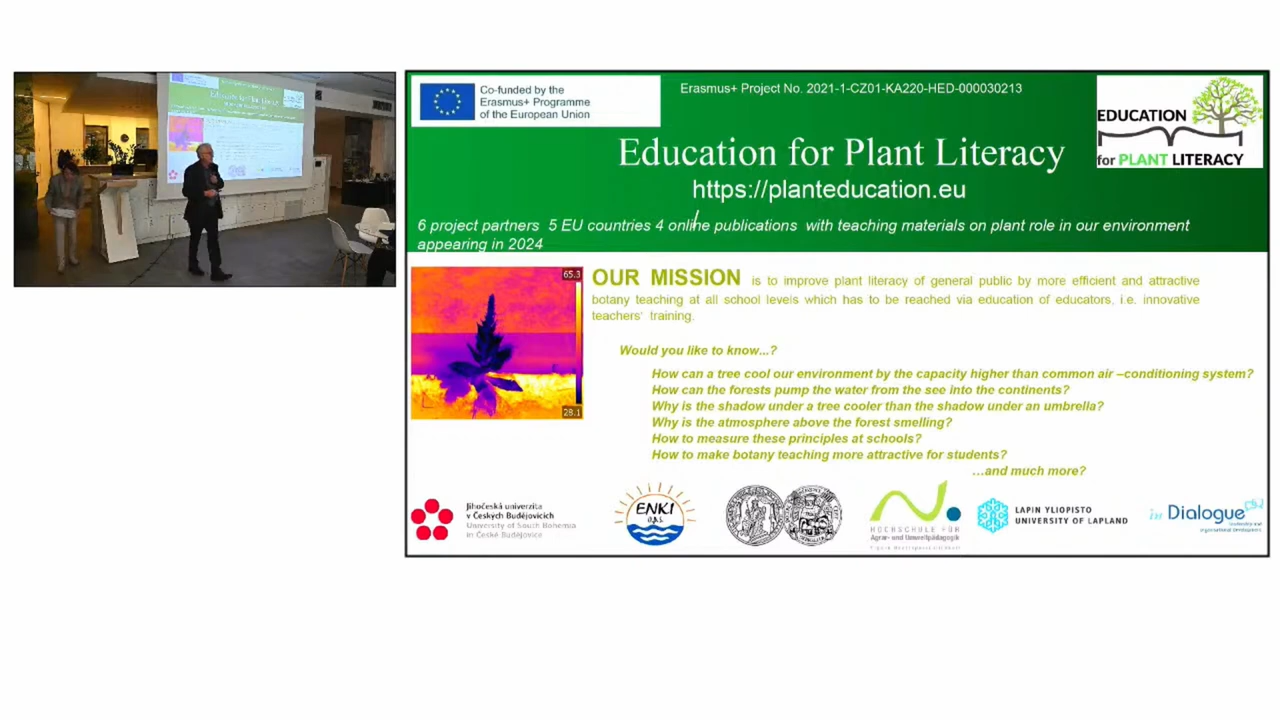 Co-funded by the
Erasmus+ Programme
of the European Union
Erasmus+ Project No. 2021-1-CZ01-KA220-HED-000030213
EDUCATION
for PLANT LITERACY
Education for Plant Literacy
https://planteducation.eu
6 project partners 5 EU countries 4 online publications with teaching materials on plant role in our environment
appearing in 2024
65.3
28.1
OUR MISSION is to improve plant literacy of general public by more efficient and attractive
botany teaching at all school levels which has to be reached via education of educators, i.e. innovative
teachers' training.
Would you like to know...?
How can a tree cool our environment by the capacity higher than common air –conditioning system?
How can the forests pump the water from the see into the continents?
Why is the shadow under a tree cooler than the shadow under an umbrella?
Why is the atmosphere above the forest smelling?
How to measure these principles at schools?
How to make botany teaching more attractive for students?
…and much more?
Jihočeská univerzita
v Českých Budějovicích
University of South Bohemia
in České Budějovice
ENKI
o.p.s.
HOCHSCHULE FÜR
Agrar- und Umweltpädagogik
LAPIN YLIOPISTO
UNIVERSITY OF LAPLAND
in Dialogue